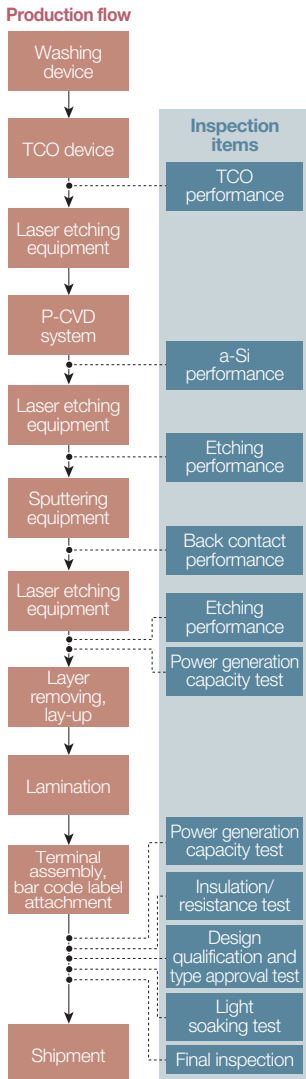 Production flow
Washing
device
TCO device
Inspection
items
TCO
performance
Laser etching
equipment
P-CVD
system
a-Si
performance
Laser etching
equipment
Etching
performance
Sputtering
equipment
Back contact
performance
Laser etching
equipment
Etching
performance
Power generation
capacity test
Layer
removing,
lay-up
Lamination
Power generation
capacity test
Terminal
assembly,
bar code label
attachment
Insulation/
resistance test
Design
qualification and
type approval test
Light
soaking test
Final inspection
Shipment